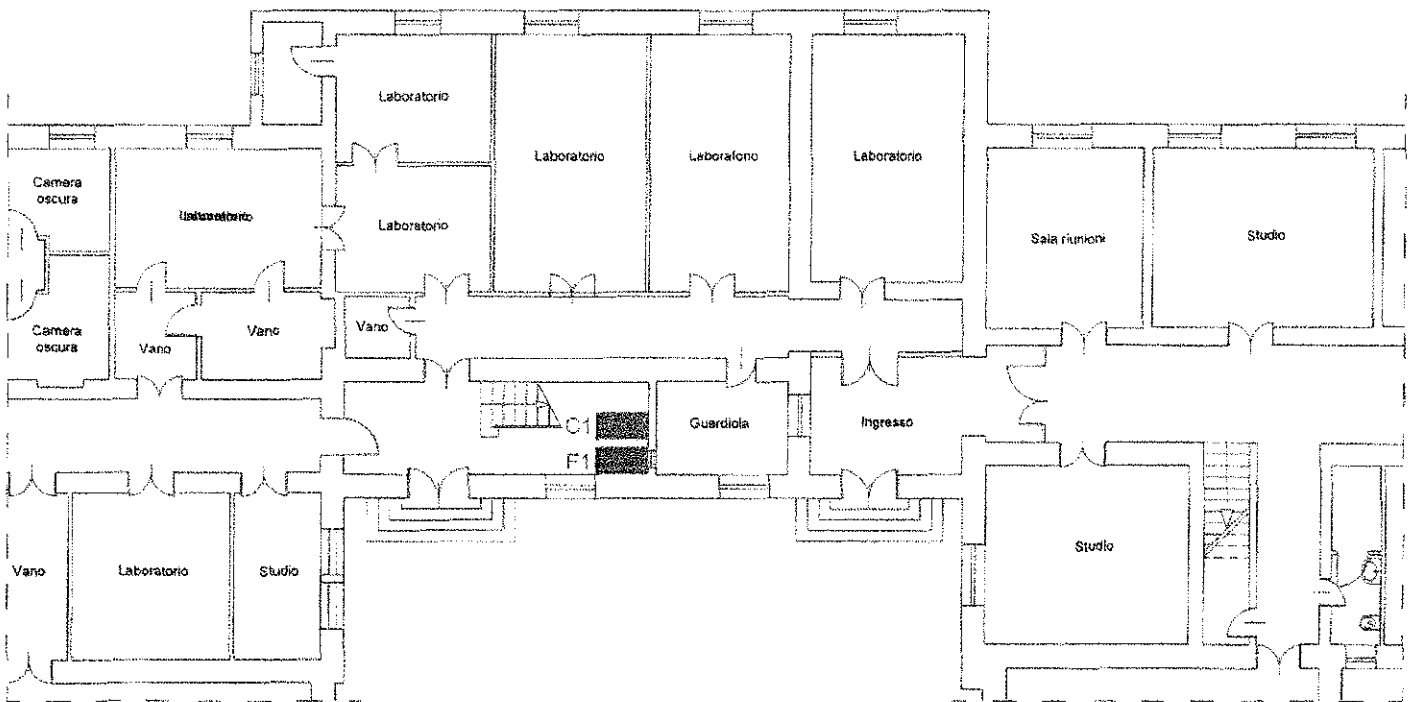 Laboratorio
Laboratorio
Laboratorio
Laboratorio
Camera
oscura
Laboratorio
Laboratorio
Sala riunioni
Studio
Camera
oscura
Vano
Vano
Vano
C1
Guardiola
Ingresso
F1
Studio
Vano
Laboratorio
Studio